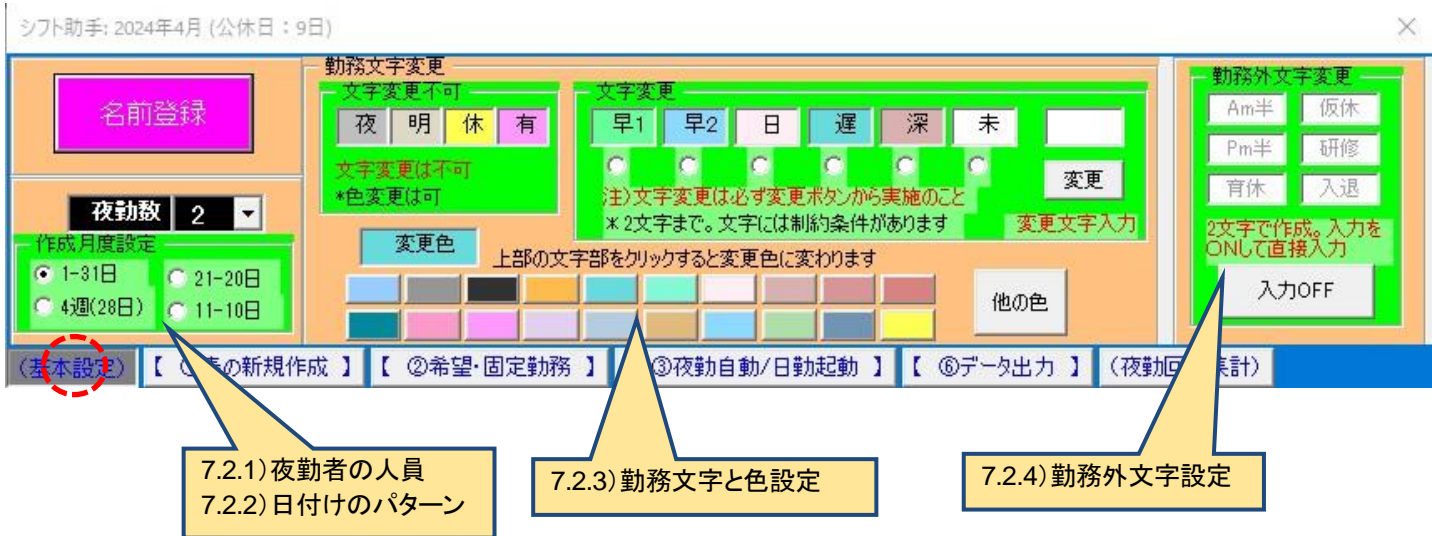 シフト助手: 2024年4月 (公休日：9日)
名前登録
夜勤数 2
作成月度設定
1-31日 21-20日
4週(28日) 11-10日
勤務文字変更
文字変更不可
夜 明 休 有
文字変更は不可
*色変更は可
文字変更
早1 早2 日 遅 深 未
変更
注)文字変更は必ず変更ボタンから実施のこと
＊2文字まで。文字には制約条件があります 変更文字入力
変更色 上部の文字部をクリックすると変更色に変わります
他の色
勤務外文字変更
Am半 仮休
Pm半 研修
育休 入退
2文字で作成。入力を
ONして直接入力
入力OFF
(基本設定) 【 の新規作成 】 【 ②希望・固定勤務 】 ③夜勤自動/日勤起動 】 【 ⑥データ出力 】 (夜勤回 集計)
7.2.1)夜勤者の人員
7.2.2)日付けのパターン
7.2.3)勤務文字と色設定
7.2.4)勤務外文字設定